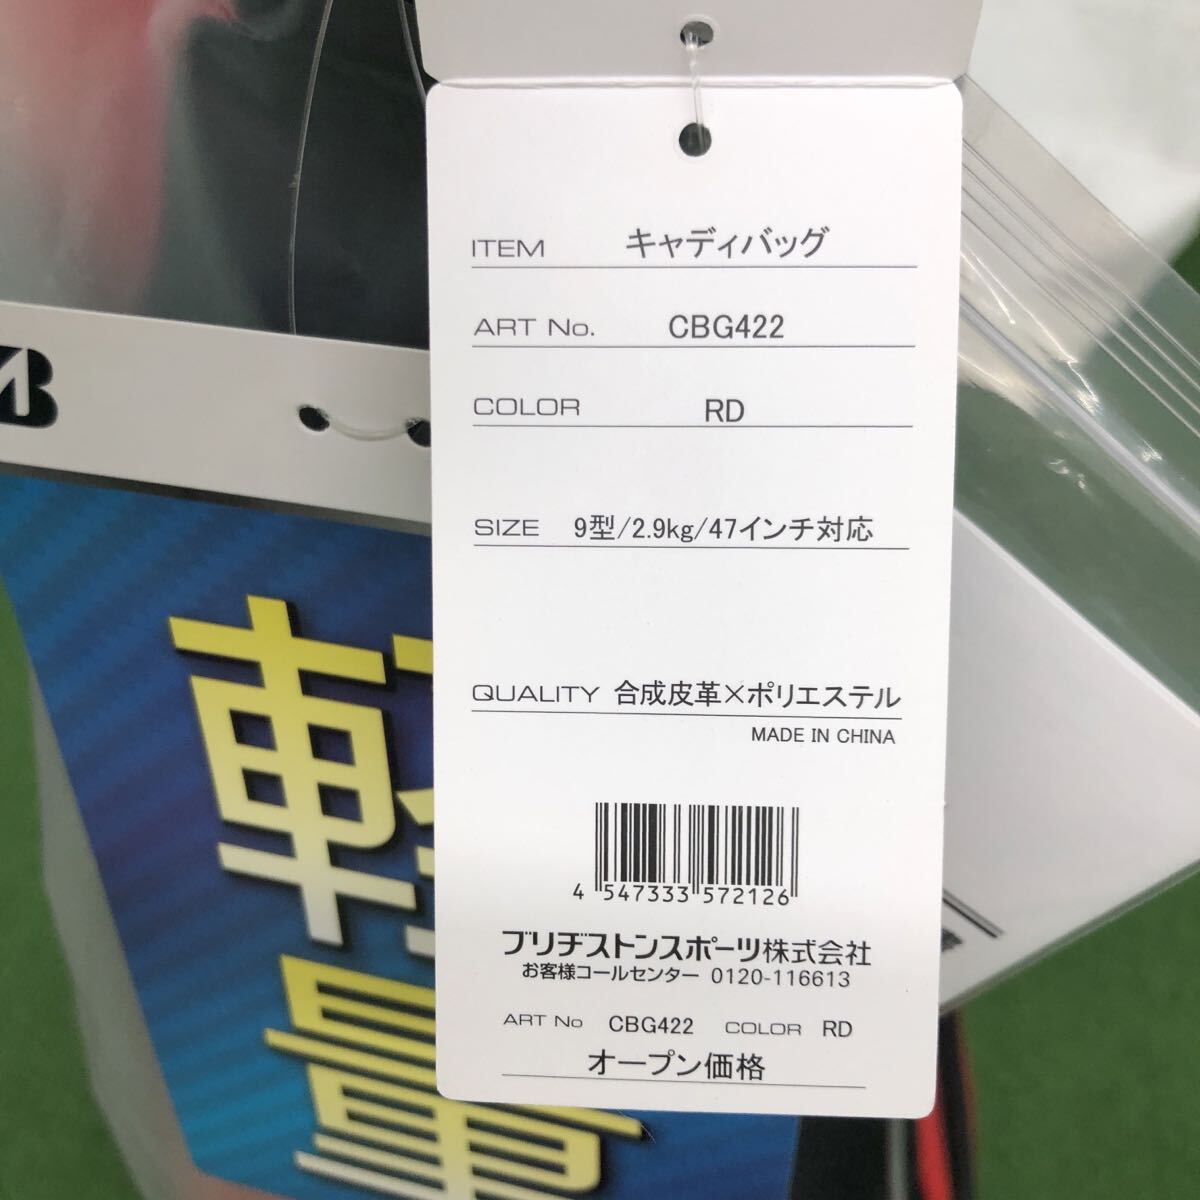 ITEM キャディバッグ
ART No. CBG422
COLOR RD
SIZE 9型/2.9kg/47インチ対応
QUALITY 合成皮革×ポリエステル
MADE IN CHINA
4 547333 572126
ブリヂストンスポーツ株式会社
お客様コールセンター 0120-116613
ART No CBG422 COLOR RD
オープン価格
B
軽量